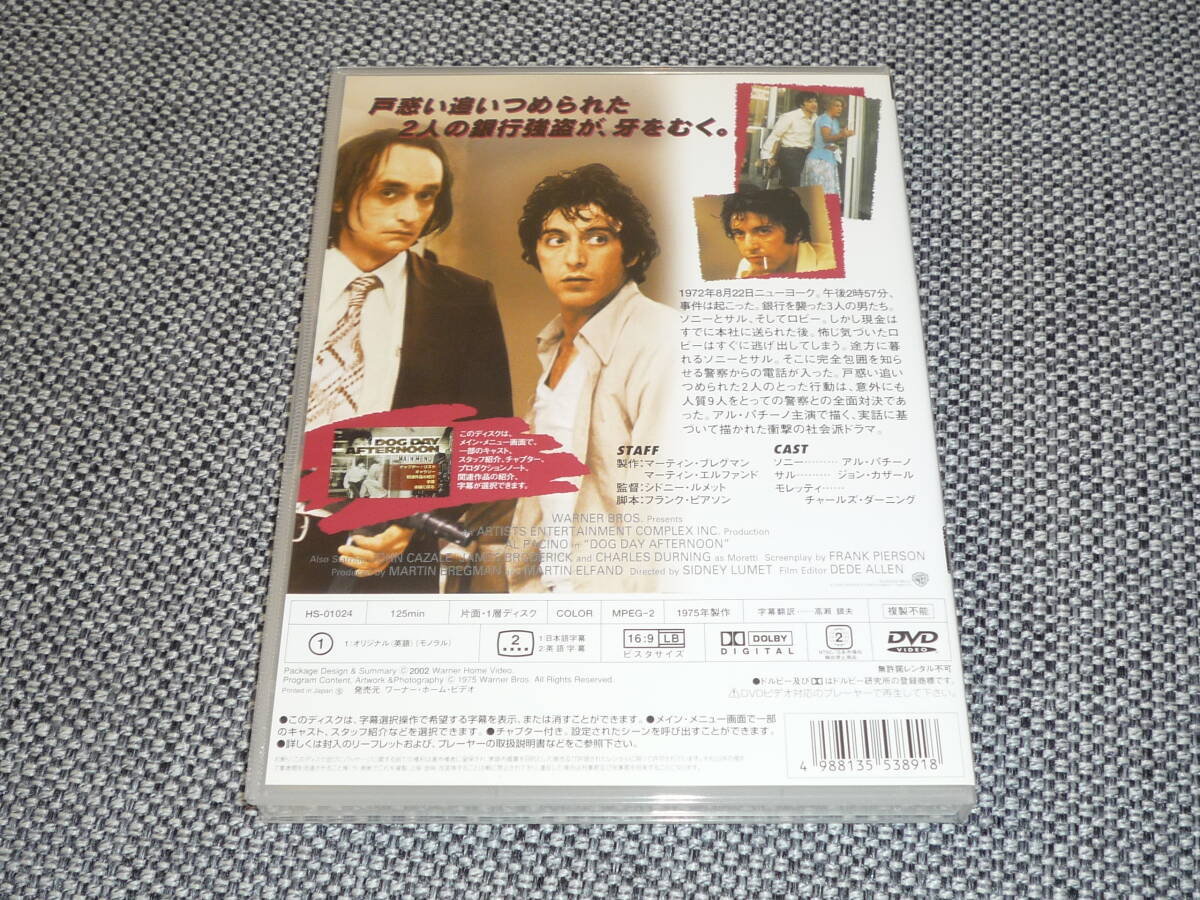 戸惑い追いつめられた
2人の銀行強盗が、牙をむく。
1972年8月22日ニューヨーク。午後2時57分、
事件は起こった。銀行を襲った3人の男たち。
ソニーとサル、そしてロビー。しかし現金は
すでに本社に送られた後。怖じ気づいたロ
ビーはすぐに逃げ出してしまう。途方に暮
れるソニーとサル。そこに完全包囲を知ら
せる警察からの電話が入った。戸惑い追い
つめられた2人のとった行動は、意外にも
人質9人をとっての警察との全面対決であ
った。アル・パチーノ主演で描く、実話に基
づいて描かれた衝撃の社会派ドラマ。
DOG DAY
AFTERNOON
MAIN MENU
このディスクは、
メイン・メニュー画面で、
一部のキャスト、
スタッフ紹介、チャプター、
プロダクションノート、
関連作品の紹介、
字幕が選択できます。
STAFF
製作：マーティン・ブレグマン
マーティン・エルファンド
監督：シドニー・ルメット
脚本：フランク・ピアソン
CAST
ソニー………アル・パチーノ
サル………ジョン・カザール
モレッティ……
チャールズ・ダーニング
WARNER BROS. Presents
ARTISTS ENTERTAINMENT COMPLEX INC. Production
AL PACINO in "DOG DAY AFTERNOON"
Also Starring JOHN CAZALE, JAMES BRODERICK and CHARLES DURNING as Moretti Screenplay by FRANK PIERSON
Produced by MARTIN BREGMAN and MARTIN ELFAND Directed by SIDNEY LUMET Film Editor DEDE ALLEN
HS-01024 125min 片面・1層ディスク COLOR MPEG-2 1975年製作 字幕翻訳……高瀬 鎮夫 複製不能
1 1:オリジナル(英語)(モノラル) 2 1:日本語字幕 2:英語字幕 16:9 LB ビスタサイズ DOLBY DIGITAL 2 DVD VIDEO
無許諾レンタル不可
Package Design & Summary © 2002 Warner Home Video.
Program Content, Artwork & Photography © 1975 Warner Bros. All Rights Reserved.
Printed in Japan 発売元 ワーナー・ホーム・ビデオ
●ドルビー及びはドルビー研究所の登録商標です。
⚠DVDビデオ対応のプレーヤーで再生して下さい。
●このディスクは、字幕選択操作で希望する字幕を表示、または消すことができます。●メイン・メニュー画面で一部
のキャスト、スタッフ紹介などを選択できます。●チャプター付き。設定されたシーンを呼び出すことができます。
●詳しくは封入のリーフレットおよび、プレーヤーの取扱説明書などをご参照下さい。
4 988135 538918